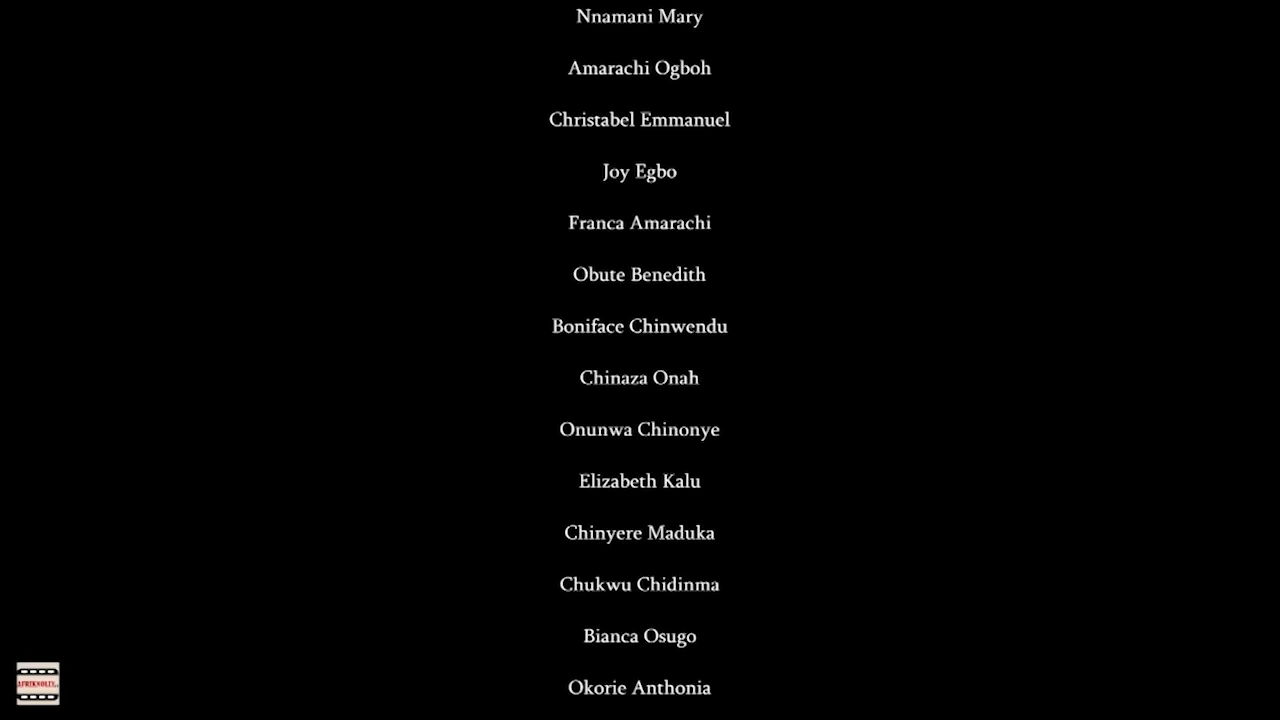 Nnamani Mary
Amarachi Ogboh
Christabel Emmanuel
Joy Egbo
Franca Amarachi
Obute Benedith
Boniface Chinwendu
Chinaza Onah
Onunwa Chinonye
Elizabeth Kalu
Chinyere Maduka
Chukwu Chidinma
Bianca Osugo
Okorie Anthonia